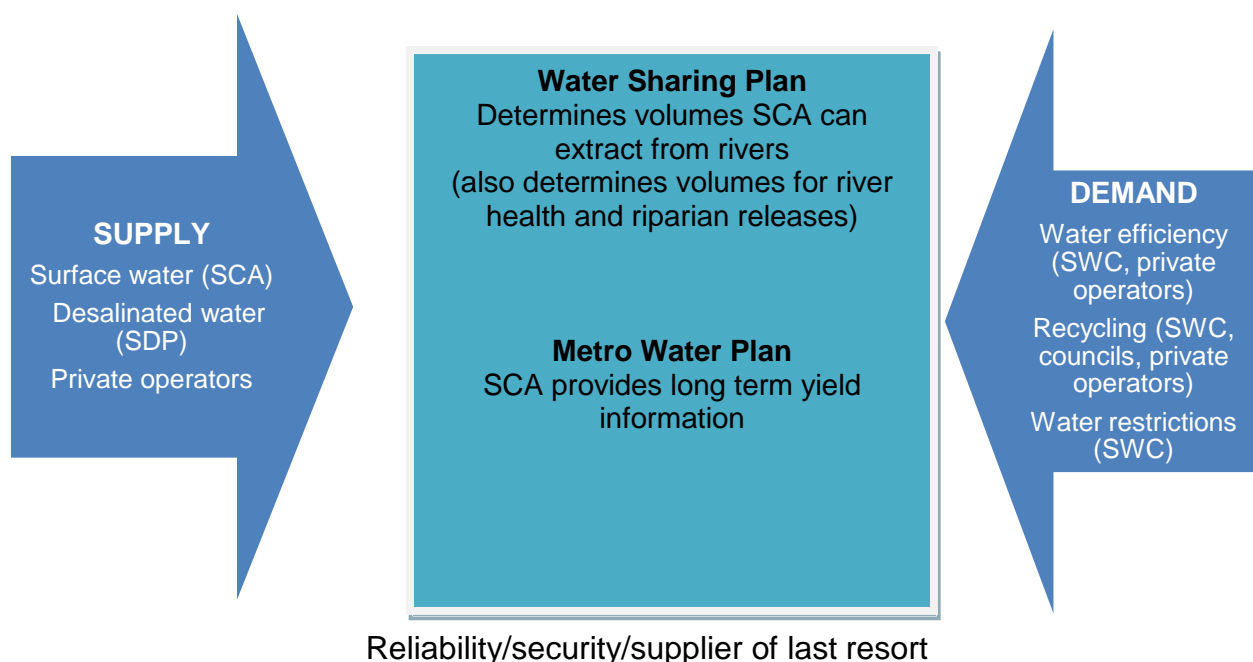 SUPPLY
Surface water (SCA)
Desalinated water
(SDP)
Private operators
Water Sharing Plan
Determines volumes SCA can
extract from rivers
(also determines volumes for river
health and riparian releases)
Metro Water Plan
SCA provides long term yield
information
DEMAND
Water efficiency
(SWC, private
operators)
Recycling (SWC,
councils, private
operators)
Water restrictions
(SWC)
Reliability/security/supplier of last resort